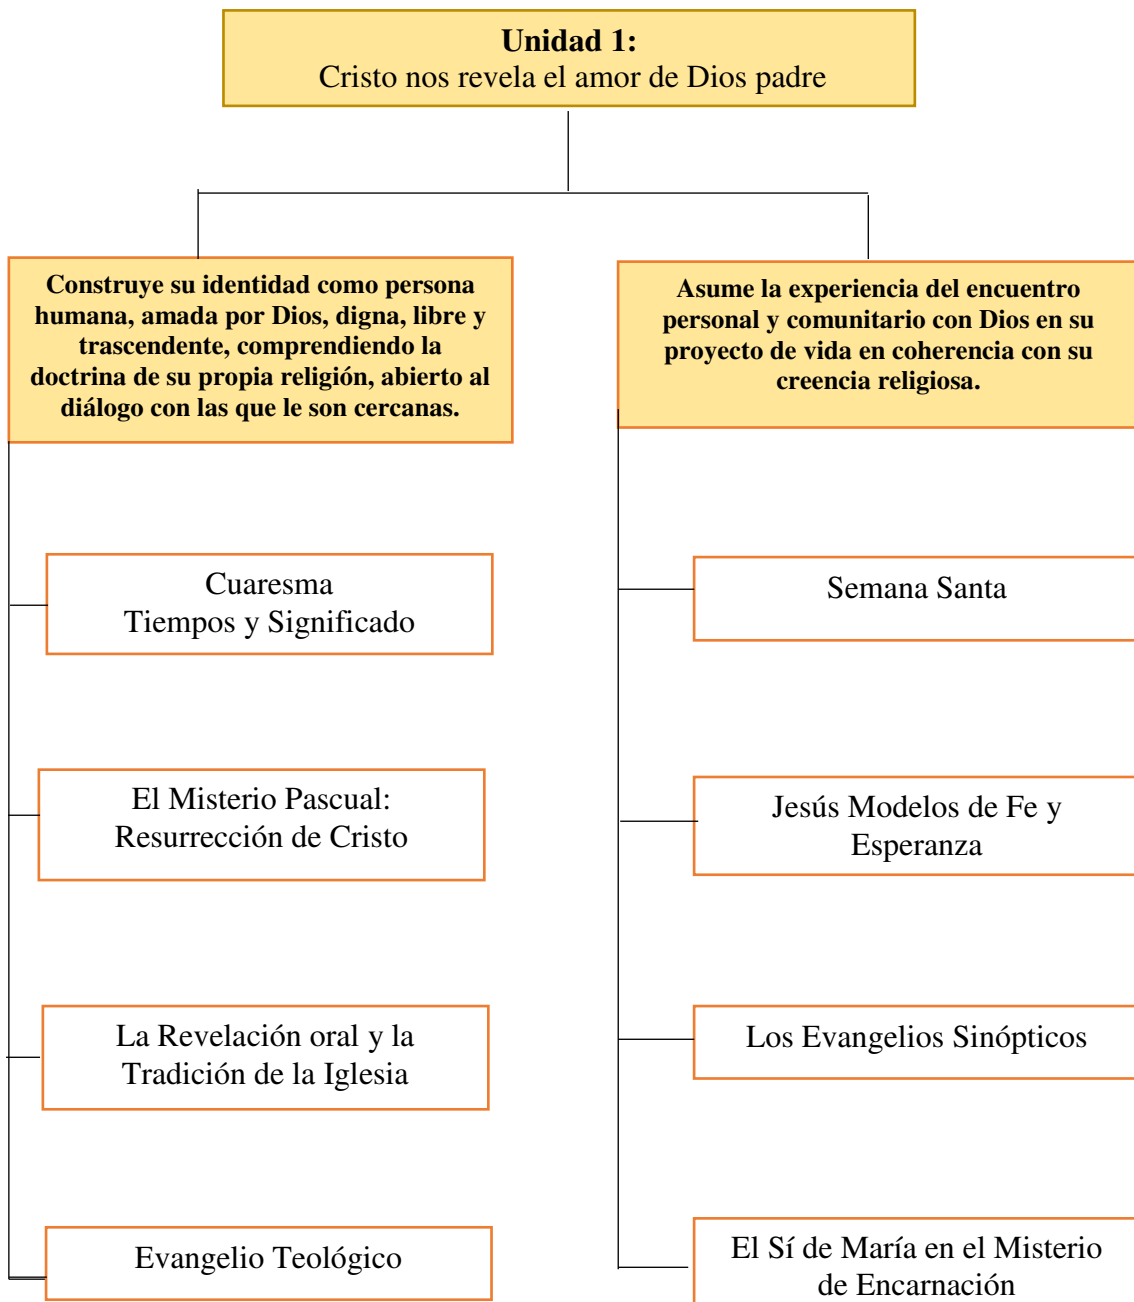 Unidad 1:
Cristo nos revela el amor de Dios padre
Construye su identidad como persona
humana, amada por Dios, digna, libre y
trascendente, comprendiendo la
doctrina de su propia religión, abierto al
diálogo con las que le son cercanas.
Cuaresma
Tiempos y Significado
El Misterio Pascual:
Resurrección de Cristo
La Revelación oral y la
Tradición de la Iglesia
Evangelio Teológico
Asume la experiencia del encuentro
personal y comunitario con Dios en su
proyecto de vida en coherencia con su
creencia religiosa.
Semana Santa
Jesús Modelos de Fe y
Esperanza
Los Evangelios Sinópticos
El Sí de María en el Misterio
de Encarnación